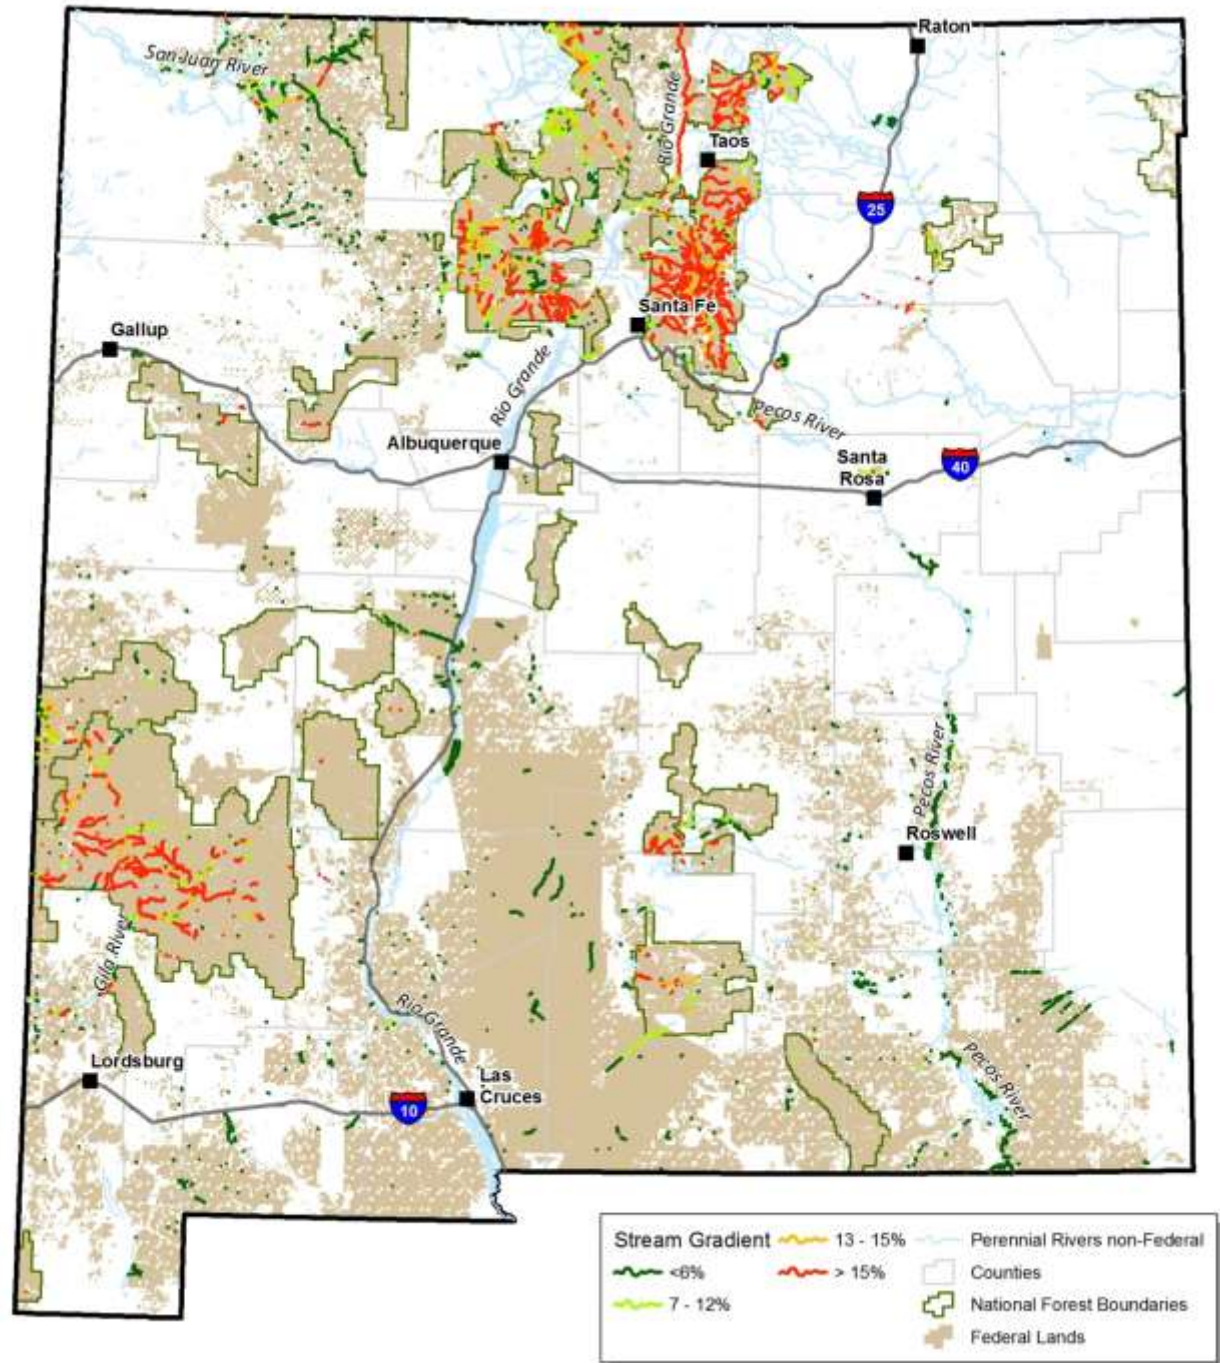 Raton
San Juan River
Rio Grande
Taos
25
Santa Fe
Gallup
Rio Grande
Pecos River
Albuquerque
Santa
Rosa
40
Pecos River
Roswell
Gila River
Rio Grande
Pecos River
Lordsburg
Las
Cruces
10
Stream Gradient
<6%
7 - 12%
13 - 15%
> 15%
Perennial Rivers non-Federal
Counties
National Forest Boundaries
Federal Lands